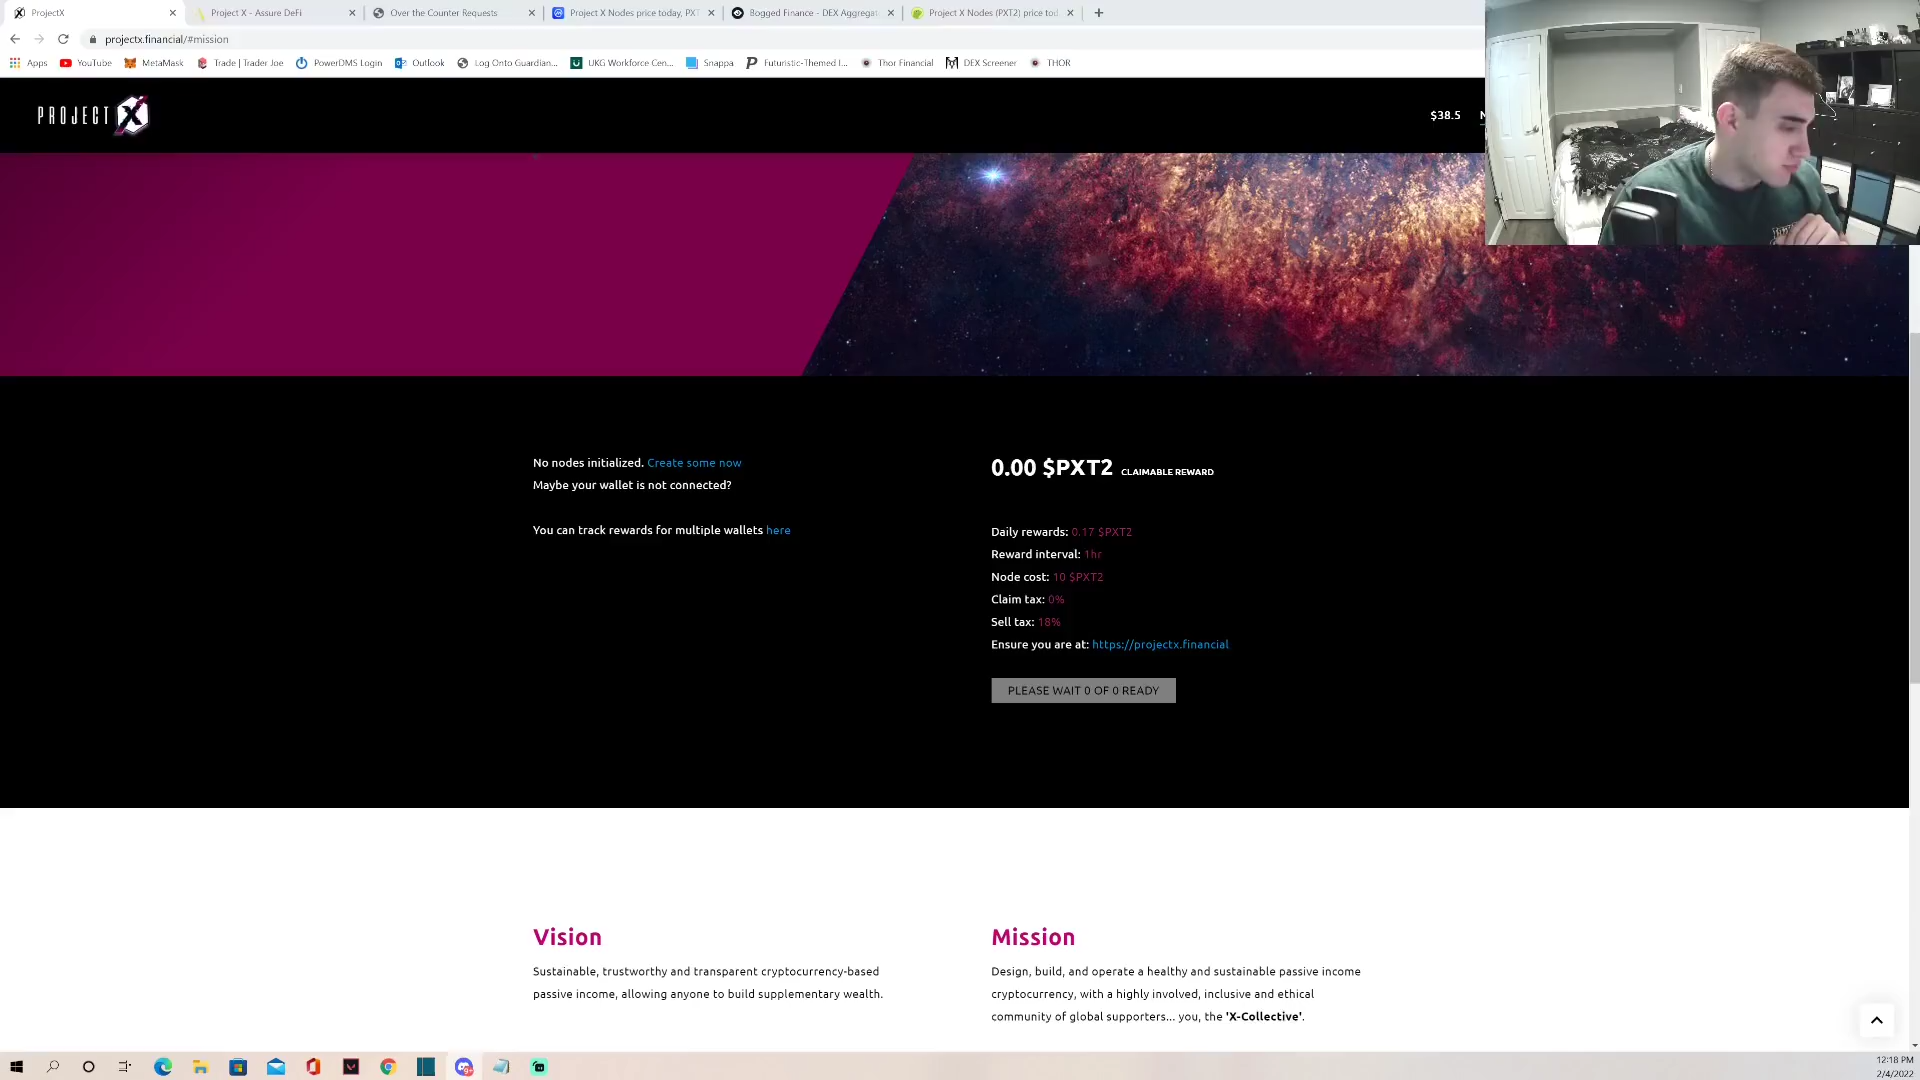 ProjectX
Project X - Assure DeFi
Over the Counter Requests
Project X Nodes price today, PXT
Bogged Finance - DEX Aggregat
Project X Nodes (PXT2) price tod
projectx.financial/#mission
Apps
YouTube
MetaMask
Trade | Trader Joe
PowerDMS Login
Outlook
Log Onto Guardian...
UKG Workforce Cen...
Snappa
Futuristic-Themed I...
Thor Financial
DEX Screener
THOR
PROJECT X
$38.5
No nodes initialized. Create some now
Maybe your wallet is not connected?
You can track rewards for multiple wallets here
0.00 $PXT2 CLAIMABLE REWARD
Daily rewards: 0.17 $PXT2
Reward interval: 1hr
Node cost: 10 $PXT2
Claim tax: 0%
Sell tax: 18%
Ensure you are at: https://projectx.financial
PLEASE WAIT 0 OF 0 READY
Vision
Sustainable, trustworthy and transparent cryptocurrency-based
passive income, allowing anyone to build supplementary wealth.
Mission
Design, build, and operate a healthy and sustainable passive income
cryptocurrency, with a highly involved, inclusive and ethical
community of global supporters... you, the 'X-Collective'.
12:18 PM
2/4/2022